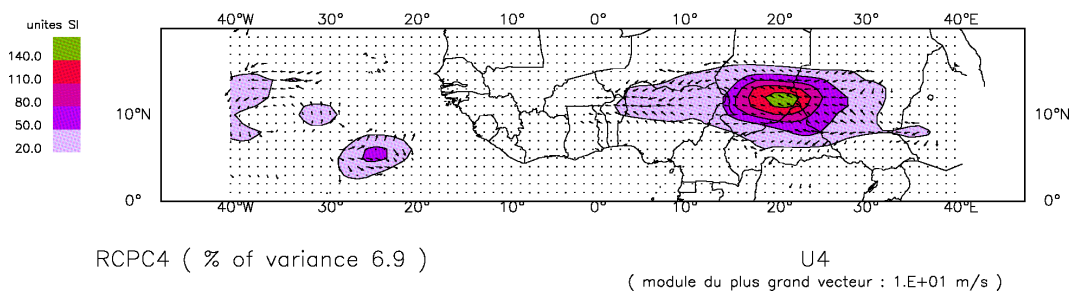 unites SI
140.0
110.0
80.0
50.0
20.0
40°W 30° 20° 10° 0° 10° 20° 30° 40°E
10°N 10°N
0° 0°
40°W 30° 20° 10° 0° 10° 20° 30° 40°E
RCPC4 ( % of variance 6.9 ) U4
( module du plus grand vecteur : 1.E+01 m/s )